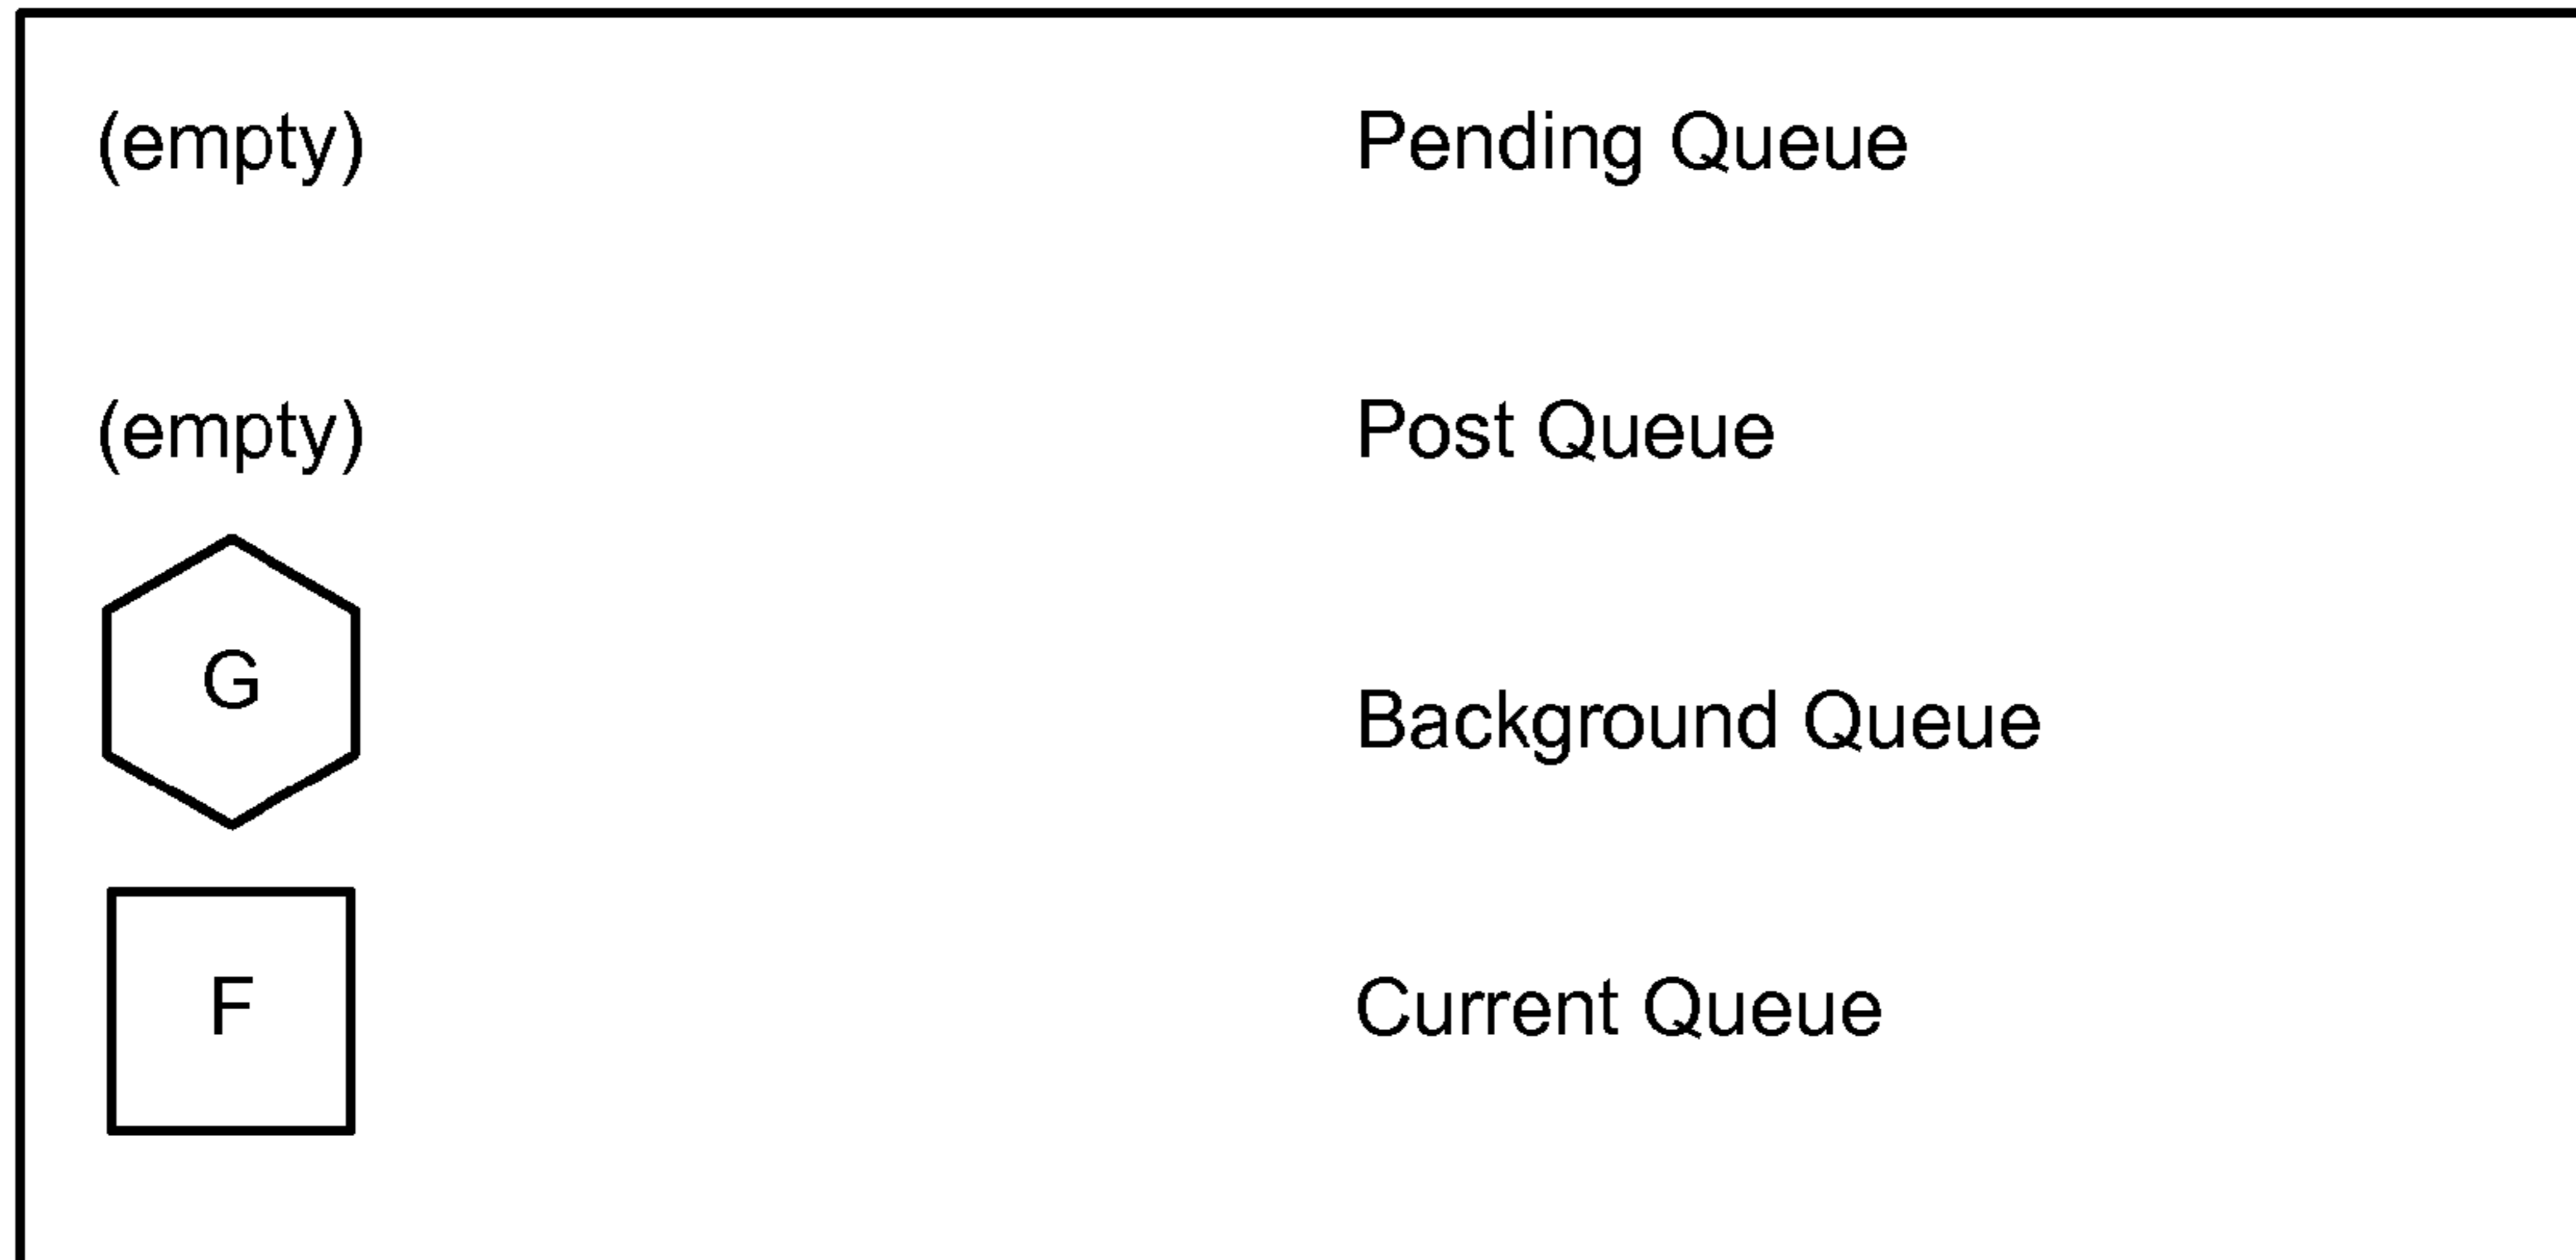 (empty) Pending Queue
(empty) Post Queue
G Background Queue
F Current Queue